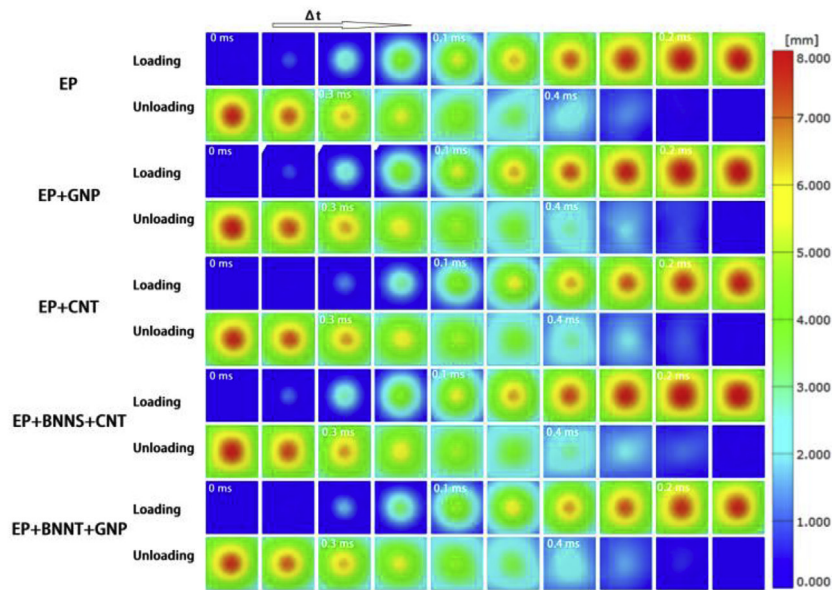 Δt
[mm]
EP
Loading
0 ms
0.1 ms
0.2 ms
8.000
Unloading
0.3 ms
0.4 ms
7.000
EP+GNP
Loading
0 ms
0.1 ms
0.2 ms
6.000
Unloading
0.3 ms
0.4 ms
5.000
EP+CNT
Loading
0 ms
0.1 ms
0.2 ms
4.000
Unloading
0.3 ms
0.4 ms
3.000
EP+BNNS+CNT
Loading
0 ms
0.1 ms
0.2 ms
2.000
Unloading
0.3 ms
0.4 ms
EP+BNNT+GNP
Loading
0 ms
0.1 ms
0.2 ms
1.000
Unloading
0.3 ms
0.4 ms
0.000